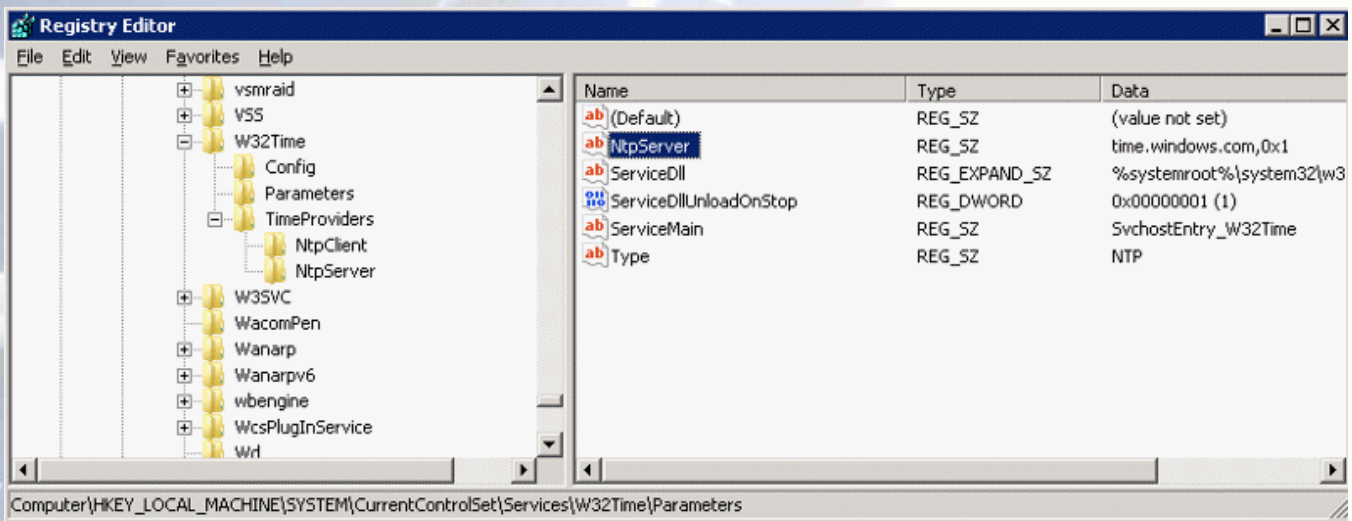 Registry Editor
File Edit View Favorites Help
vsmraid
VSS
W32Time
Config
Parameters
TimeProviders
NtpClient
NtpServer
W3SVC
WacomPen
Wanarp
Wanarpv6
wbengine
WcsPlugInService
Wd
Name Type Data
(Default) REG_SZ (value not set)
NtpServer REG_SZ time.windows.com,0x1
ServiceDll REG_EXPAND_SZ %systemroot%\system32\w3
ServiceDllUnloadOnStop REG_DWORD 0x00000001 (1)
ServiceMain REG_SZ SvchostEntry_W32Time
Type REG_SZ NTP
Computer\HKEY_LOCAL_MACHINE\SYSTEM\CurrentControlSet\Services\W32Time\Parameters